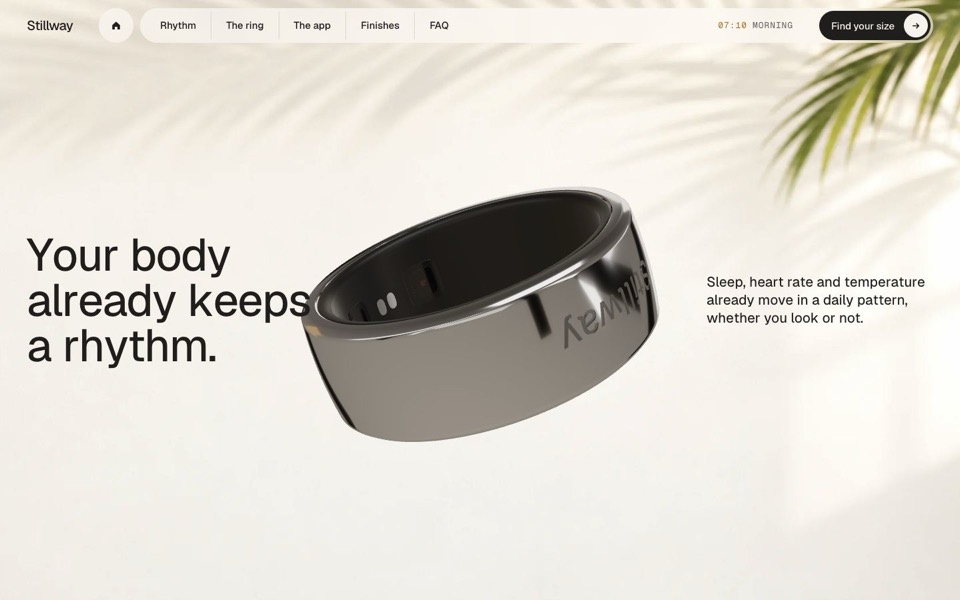 Stillway
Rhythm
The ring
The app
Finishes
FAQ
07:10 MORNING
Find your size
Your body
already keeps
a rhythm.
Stillway
Sleep, heart rate and temperature
already move in a daily pattern,
whether you look or not.